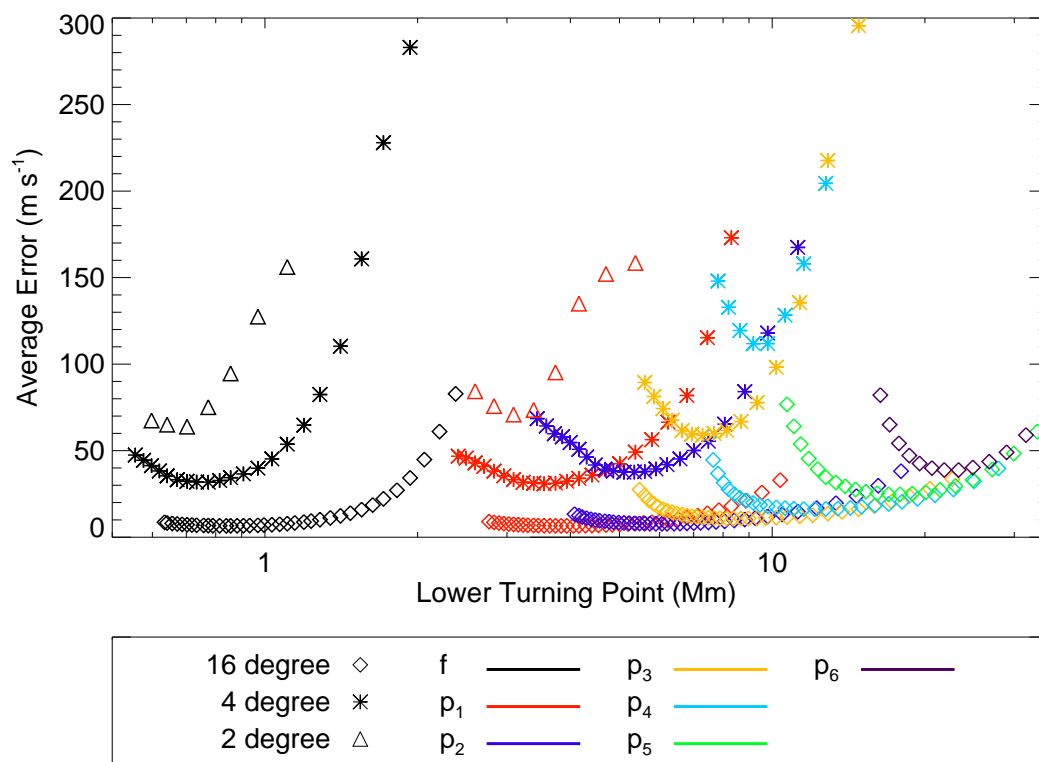 300
250
200
150
100
50
0
Average Error (m s⁻¹)
1 10
Lower Turning Point (Mm)
16 degree f p₃ p₆
4 degree p₁ p₄
2 degree p₂ p₅